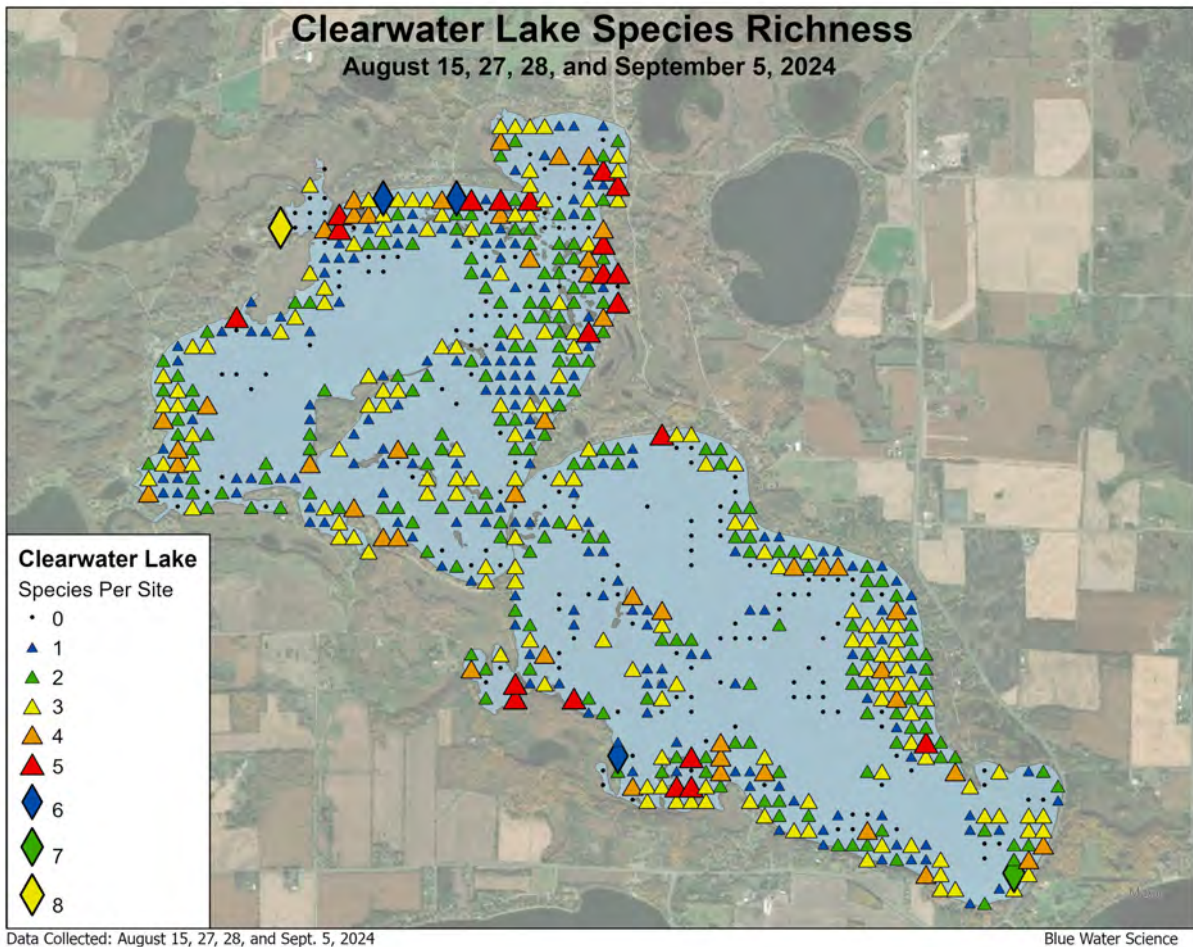 Clearwater Lake Species Richness
August 15, 27, 28, and September 5, 2024
Clearwater Lake
Species Per Site
0
1
2
3
4
5
6
7
8
Data Collected: August 15, 27, 28, and Sept. 5, 2024
Blue Water Science